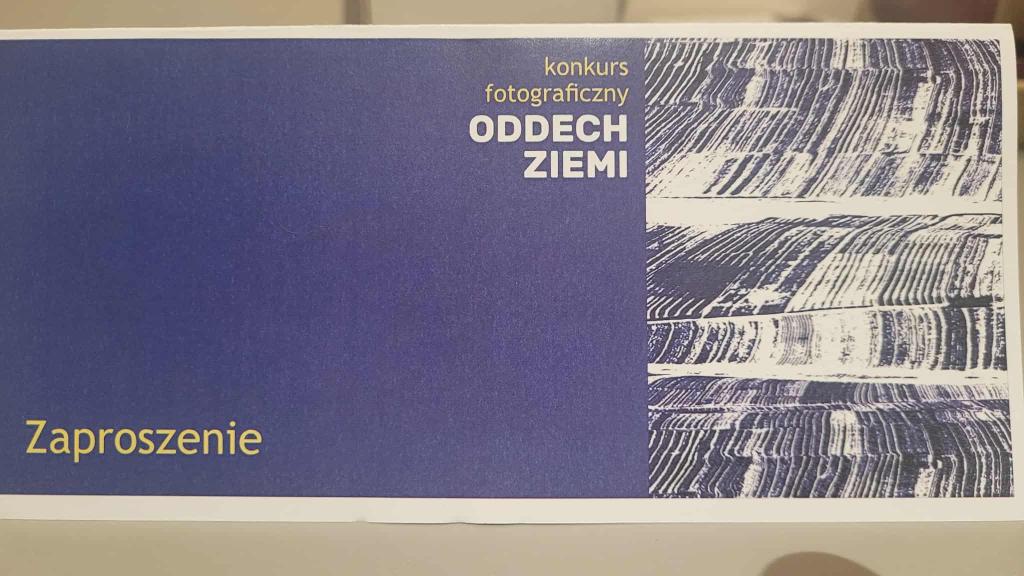 konkurs
fotograficzny
ODDECH
ZIEMI
Zaproszenie